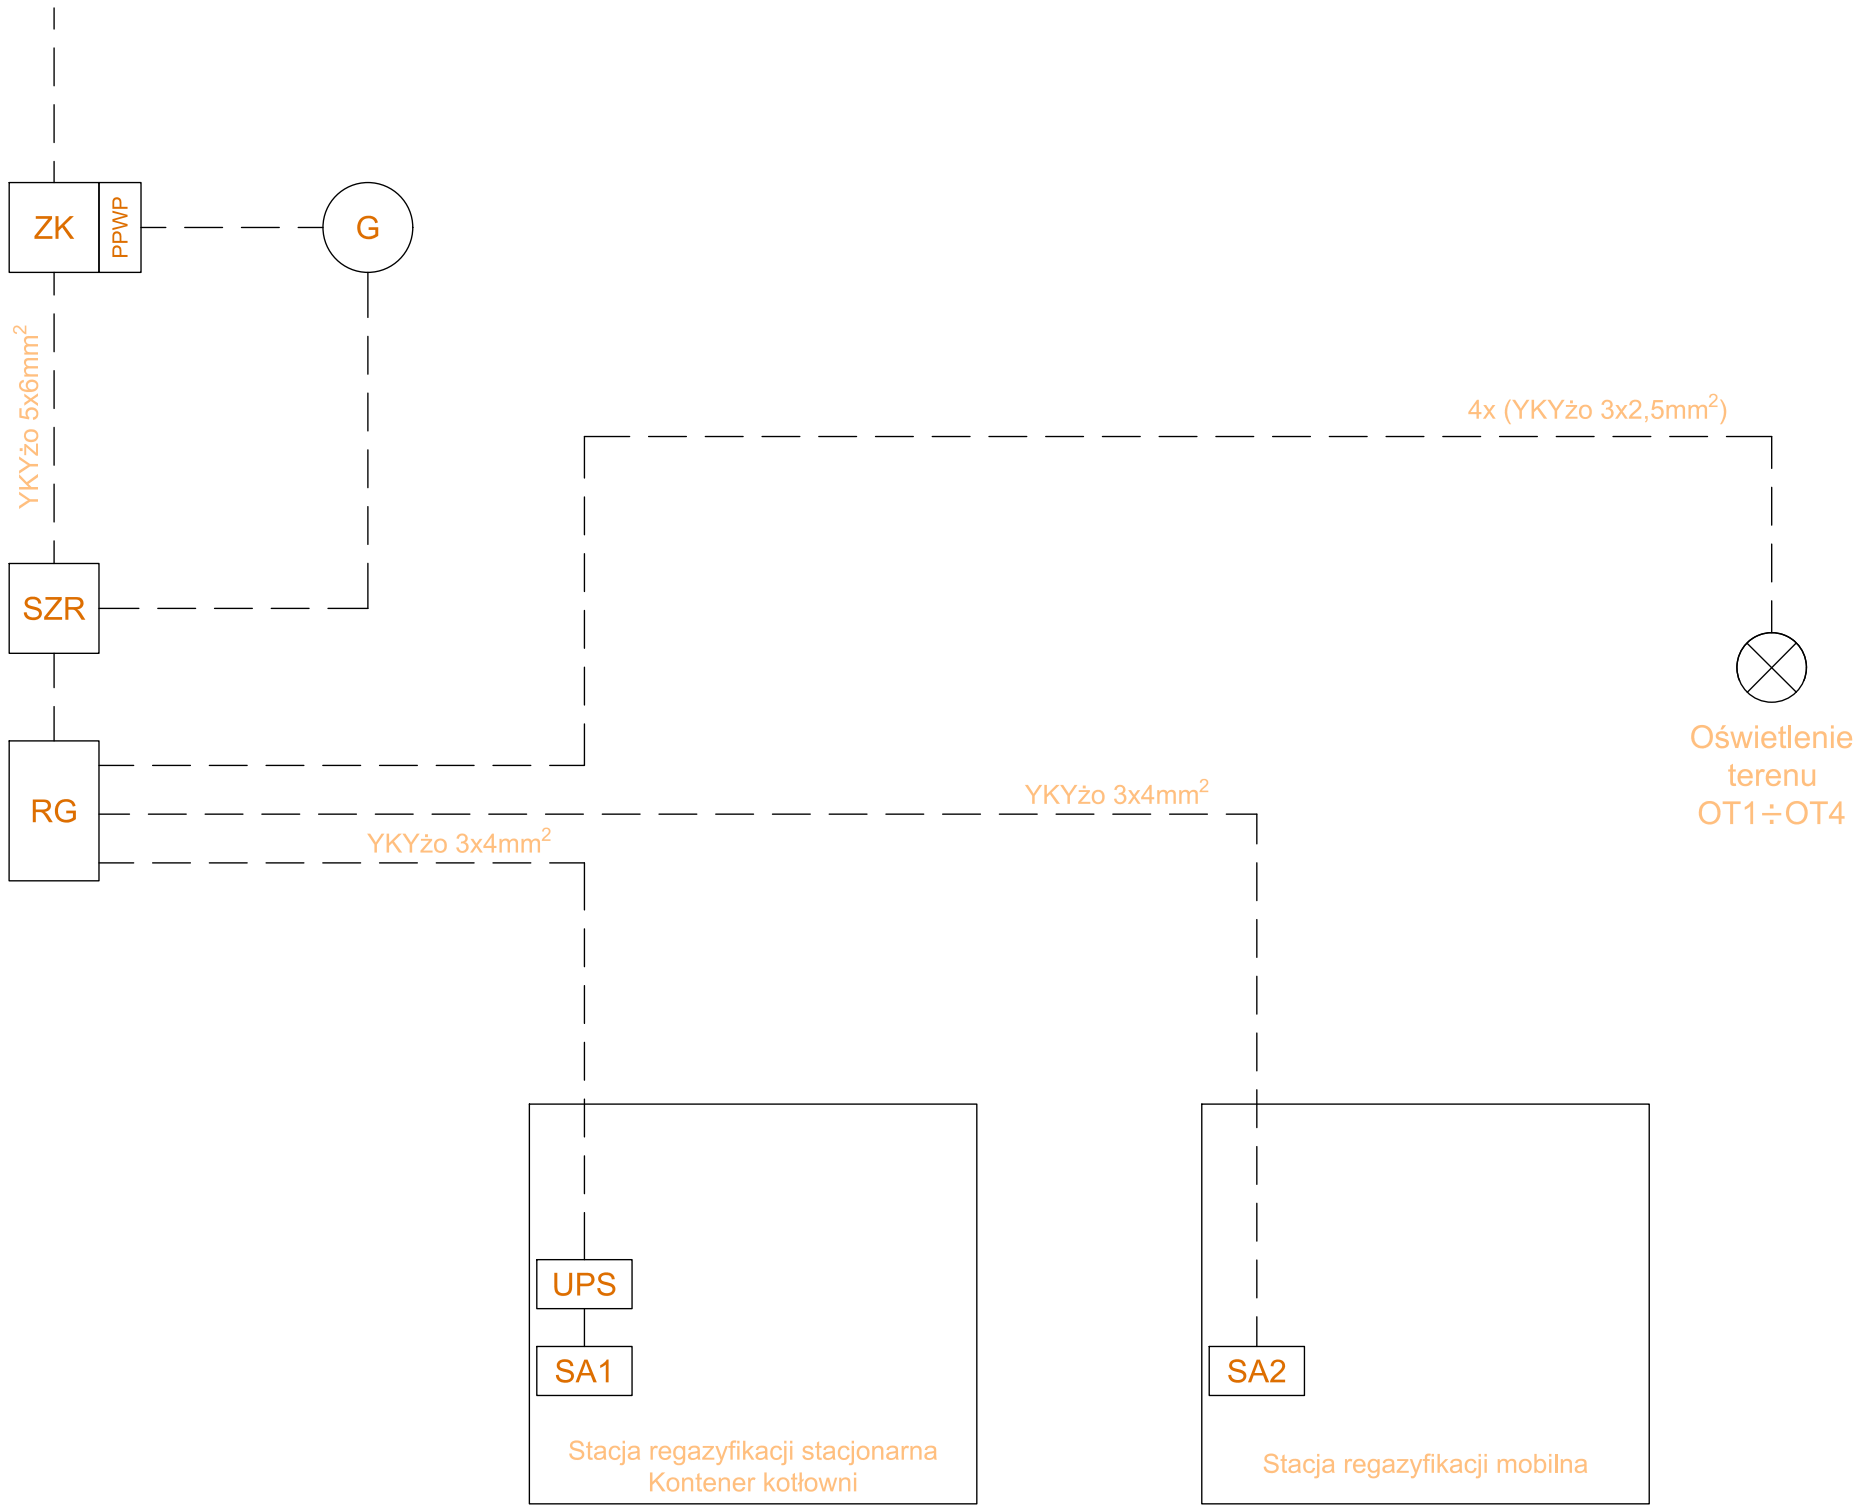 ZK
PPWP
G
YKYżo 5x6mm²
4x (YKYżo 3x2,5mm²)
SZR
Oświetlenie
terenu
OT1÷OT4
RG
YKYżo 3x4mm²
YKYżo 3x4mm²
UPS
SA1
SA2
Stacja regazyfikacji stacjonarna
Kontener kotłowni
Stacja regazyfikacji mobilna